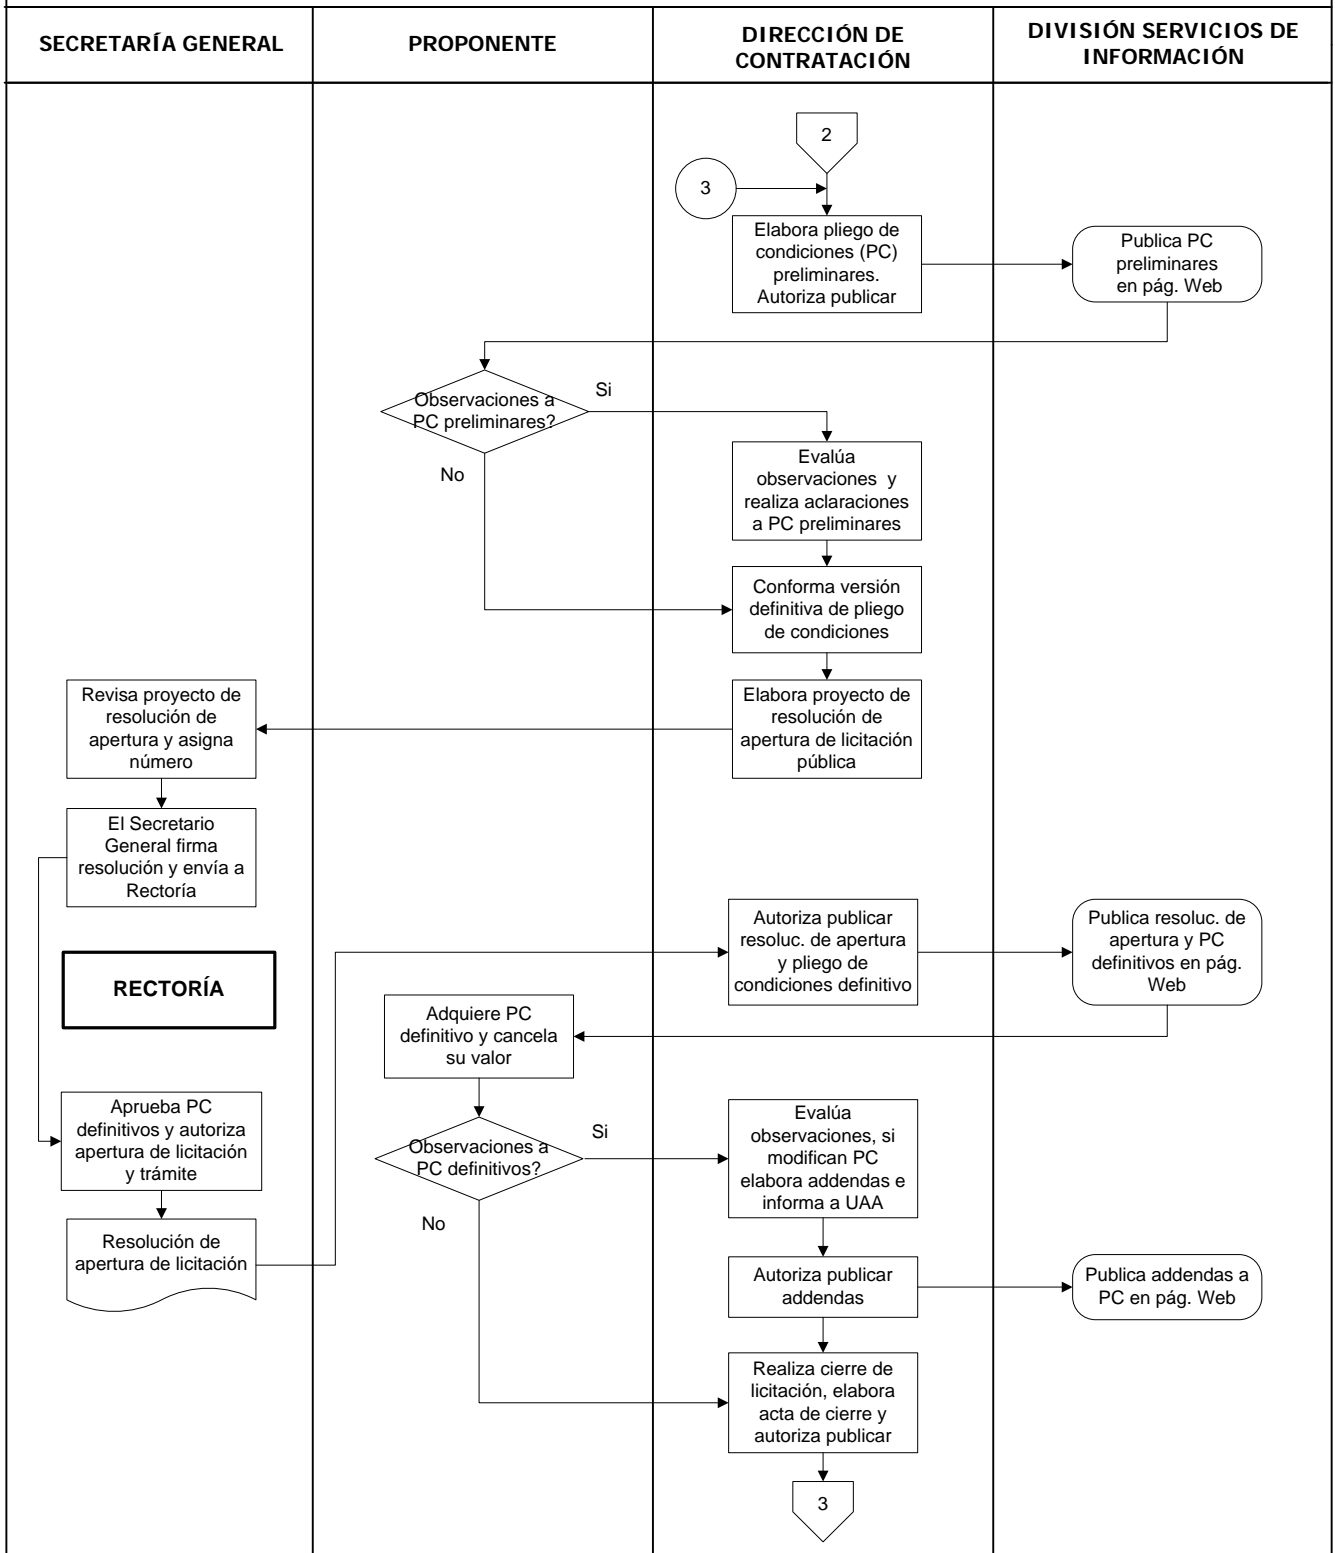 SECRETARÍA GENERAL
PROPONENTE
DIRECCIÓN DE
CONTRATACIÓN
DIVISIÓN SERVICIOS DE
INFORMACIÓN
2
3
Elabora pliego de
condiciones (PC)
preliminares.
Autoriza publicar
Publica PC
preliminares
en pág. Web
Observaciones a
PC preliminares?
Si
No
Evalúa
observaciones y
realiza aclaraciones
a PC preliminares
Conforma versión
definitiva de pliego
de condiciones
Elabora proyecto de
resolución de
apertura de licitación
pública
Revisa proyecto de
resolución de
apertura y asigna
número
El Secretario
General firma
resolución y envía a
Rectoría
RECTORÍA
Aprueba PC
definitivos y autoriza
apertura de licitación
y trámite
Resolución de
apertura de licitación
Autoriza publicar
resoluc. de apertura
y pliego de
condiciones definitivo
Publica resoluc. de
apertura y PC
definitivos en pág.
Web
Adquiere PC
definitivo y cancela
su valor
Observaciones a
PC definitivos?
Si
No
Evalúa
observaciones, si
modifican PC
elabora addendas e
informa a UAA
Autoriza publicar
addendas
Publica addendas a
PC en pág. Web
Realiza cierre de
licitación, elabora
acta de cierre y
autoriza publicar
3